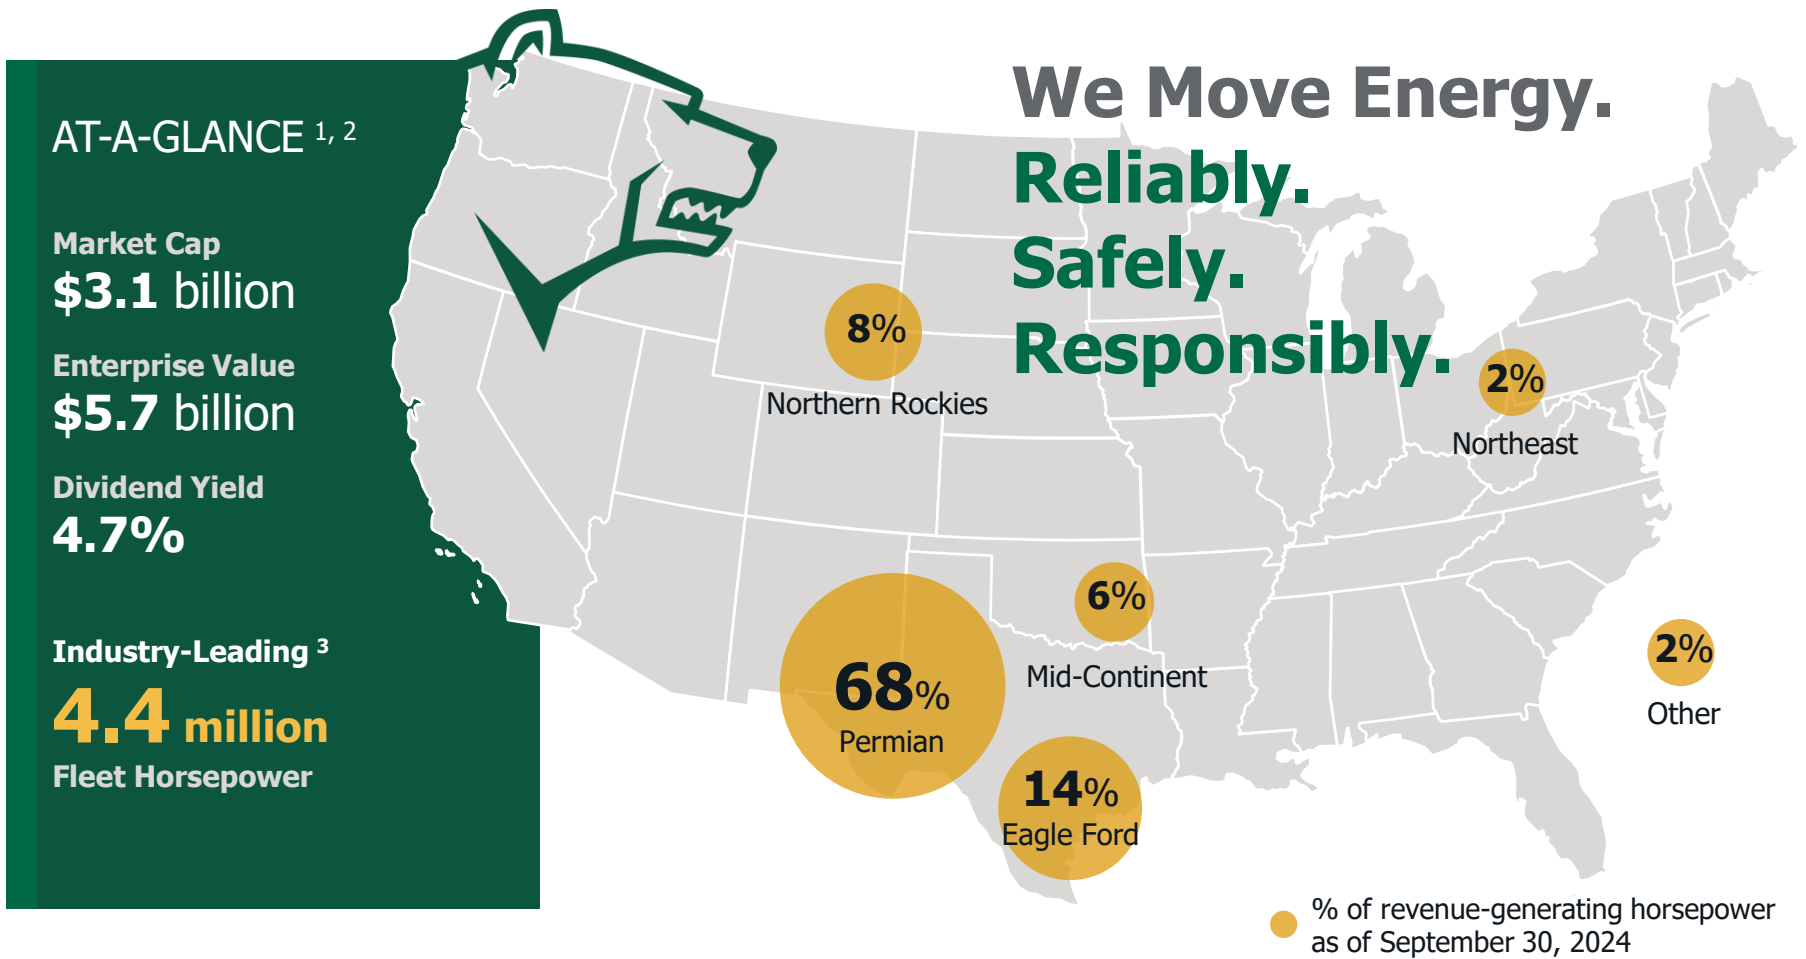 AT-A-GLANCE 1, 2
Market Cap
$3.1 billion
Enterprise Value
$5.7 billion
Dividend Yield
4.7%
Industry-Leading 3
4.4 million
Fleet Horsepower
We Move Energy.
Reliably.
Safely.
Responsibly.
8%
Northern Rockies
2%
Northeast
6%
Mid-Continent
68%
Permian
14%
Eagle Ford
2%
Other
% of revenue-generating horsepower
as of September 30, 2024